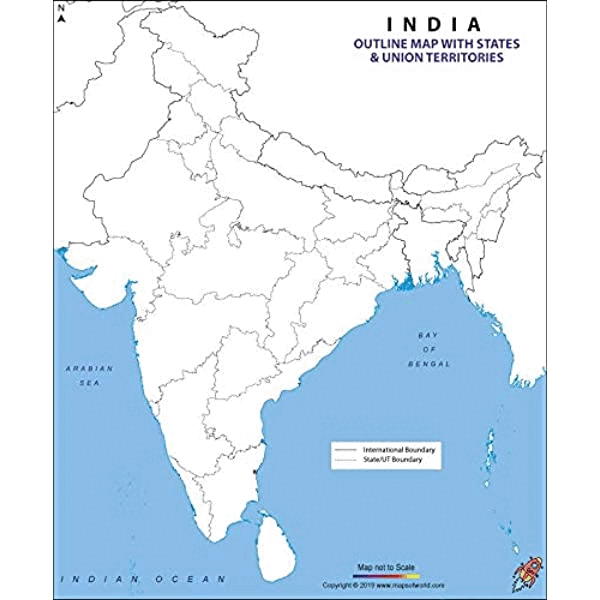 N
INDIA
OUTLINE MAP WITH STATES
& UNION TERRITORIES
BAY
OF
BENGAL
ARABIAN
SEA
International Boundary
State/UT Boundary
Map not to Scale
Copyright © 2019 www.mapsofworld.com
INDIAN OCEAN